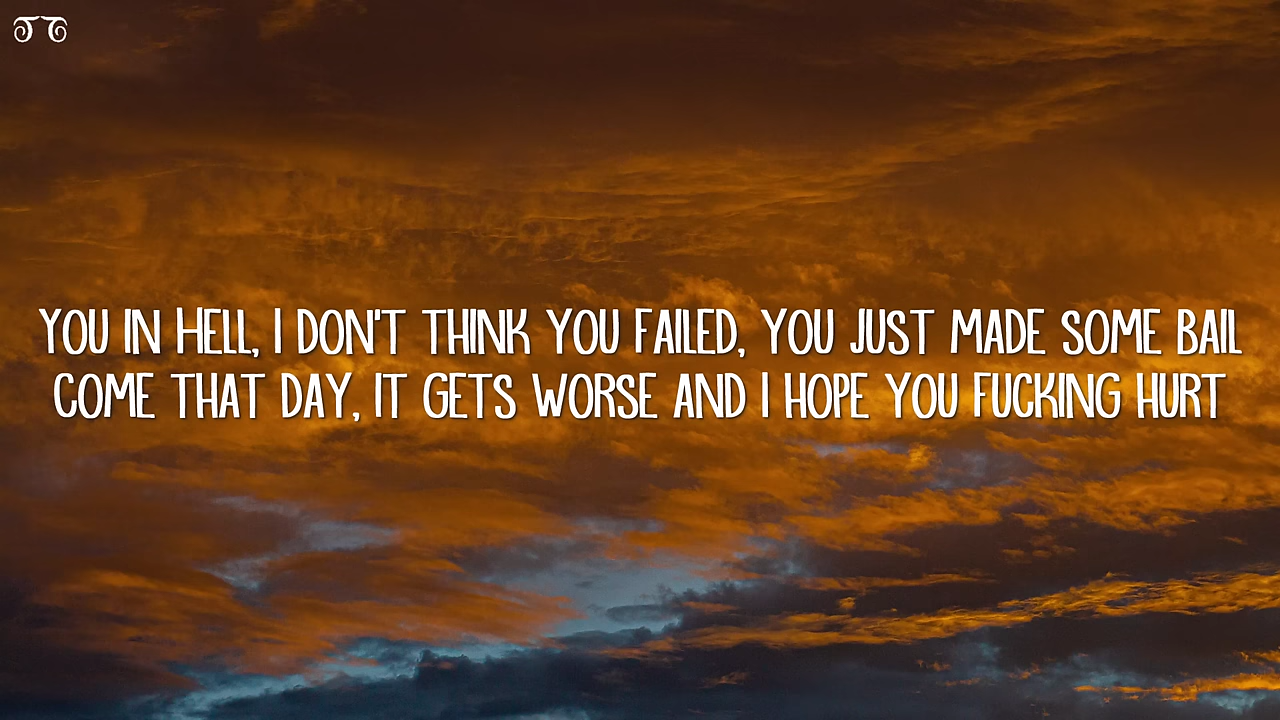 YOU IN HELL, I DON'T THINK YOU FAILED, YOU JUST MADE SOME BAIL
COME THAT DAY, IT GETS WORSE AND I HOPE YOU FUCKING HURT